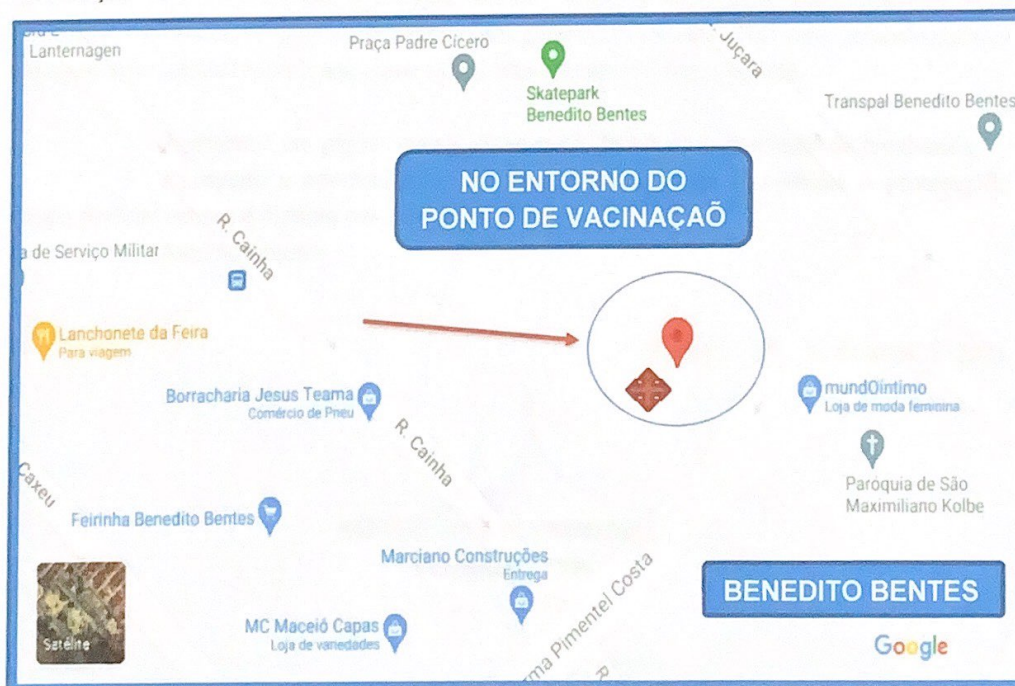 Lanternagen
Praça Padre Cícero
Juçara
Skatepark
Benedito Bentes
Transpal Benedito Bentes
NO ENTORNO DO
PONTO DE VACINAÇAÕ
R. Cainha
a de Serviço Militar
Lanchonete da Feira
Para viagem
Borracharia Jesus Teama
Comércio de Pneu
mundOíntimo
Loja de moda feminina
R. Cainha
Caxeu
Paróquia de São
Maximiliano Kolbe
Feirinha Benedito Bentes
Marciano Construções
Entrega
BENEDITO BENTES
MC Maceió Capas
Loja de variedades
rma Pimentel Costa
R
Satélite
Google